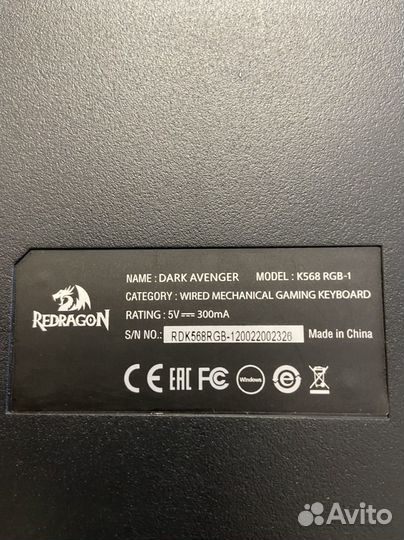 NAME : DARK AVENGER MODEL : K568 RGB-1
CATEGORY : WIRED MECHANICAL GAMING KEYBOARD
REDRAGON
RATING : 5V⎓ 300mA
S/N NO.: RDK568RGB-120022002326 Made in China
CE EAC FC Windows e
Avito